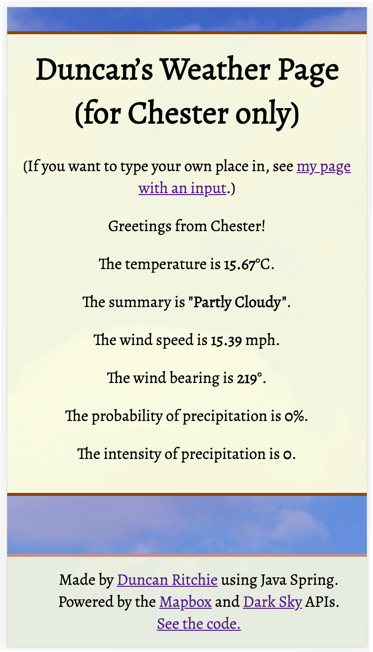 Duncan’s Weather Page
(for Chester only)
(If you want to type your own place in, see my page
with an input.)
Greetings from Chester!
The temperature is 15.67°C.
The summary is "Partly Cloudy".
The wind speed is 15.39 mph.
The wind bearing is 219°.
The probability of precipitation is 0%.
The intensity of precipitation is 0.
Made by Duncan Ritchie using Java Spring.
Powered by the Mapbox and Dark Sky APIs.
See the code.